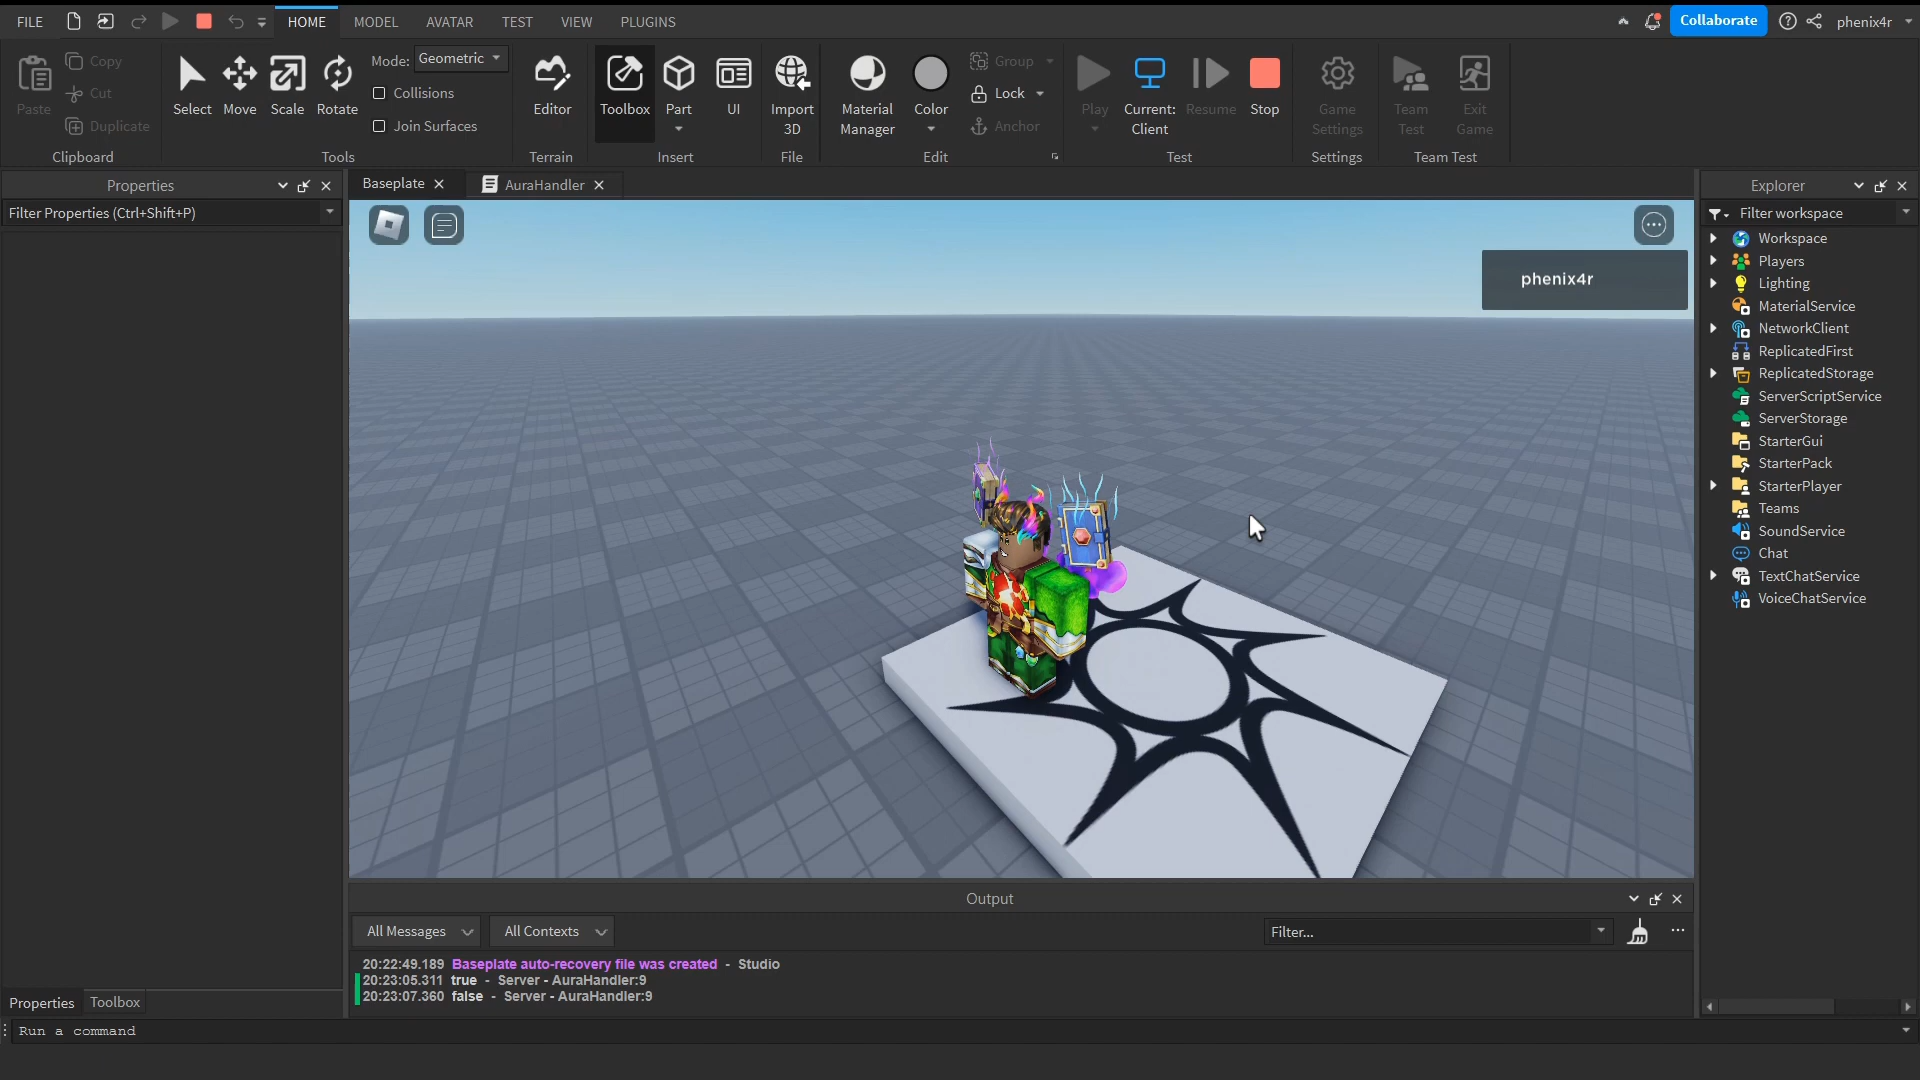 FILE HOME MODEL AVATAR TEST VIEW PLUGINS Collaborate phenix4r
Paste Copy Cut Duplicate Clipboard
Select Move Scale Rotate Mode: Geometric Collisions Join Surfaces Tools
Editor Terrain
Toolbox Part UI Insert
Import 3D File
Material Manager Color Group Lock Anchor Edit
Play Current: Client Resume Stop Test
Game Settings Settings
Team Test Exit Game Team Test
Properties
Filter Properties (Ctrl+Shift+P)
Baseplate AuraHandler
phenix4r
Explorer
Filter workspace
Workspace
Players
Lighting
MaterialService
NetworkClient
ReplicatedFirst
ReplicatedStorage
ServerScriptService
ServerStorage
StarterGui
StarterPack
StarterPlayer
Teams
SoundService
Chat
TextChatService
VoiceChatService
Output
All Messages All Contexts Filter...
20:22:49.189 Baseplate auto-recovery file was created - Studio
20:23:05.311 true - Server - AuraHandler:9
20:23:07.360 false - Server - AuraHandler:9
Properties Toolbox
Run a command